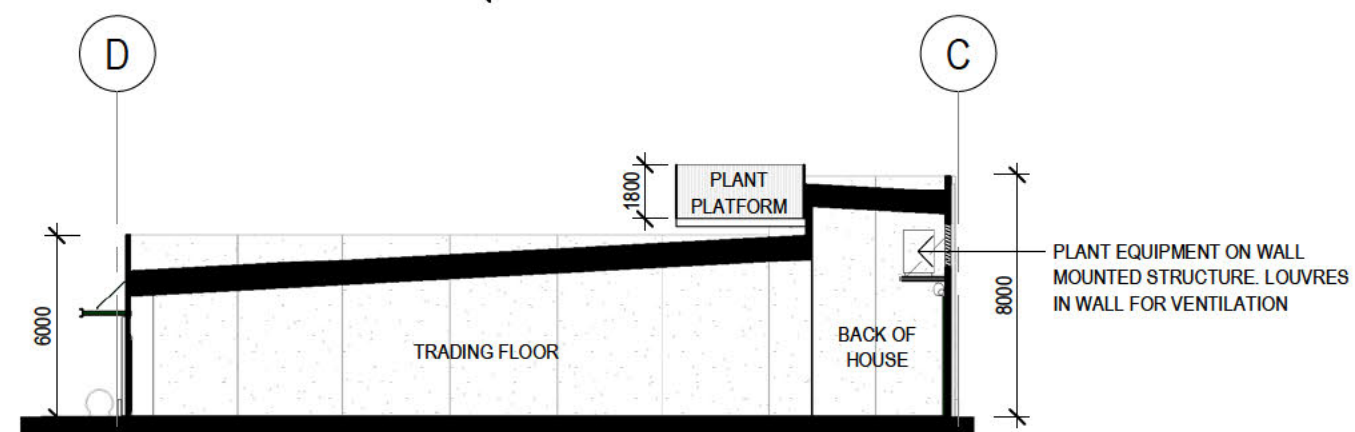 D
C
1800
PLANT
PLATFORM
6000
8000
PLANT EQUIPMENT ON WALL
MOUNTED STRUCTURE. LOUVRES
IN WALL FOR VENTILATION
TRADING FLOOR
BACK OF
HOUSE